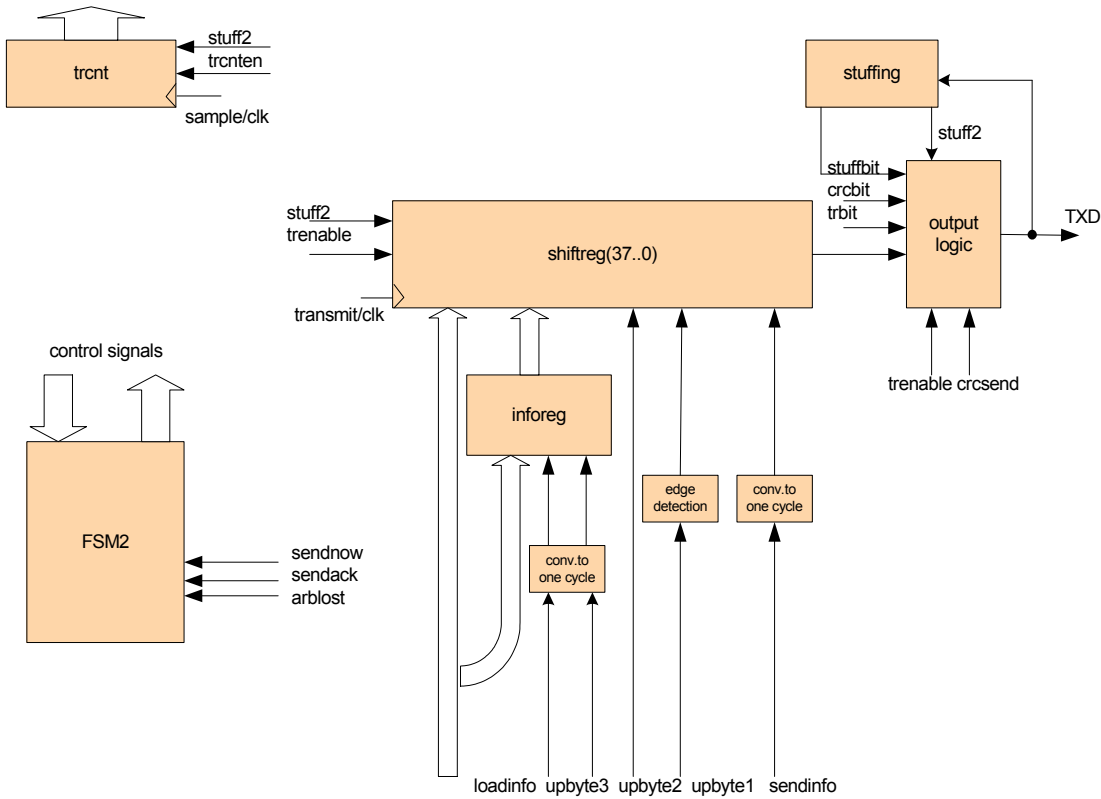 stuff2
trcnten
trcnt
sample/clk
stuffing
stuff2
stuffbit
crcbit
trbit
output
logic
TXD
stuff2
trenable
shiftreg(37..0)
transmit/clk
trenable crcsend
control signals
inforeg
edge
detection
conv.to
one cycle
FSM2
conv.to
one cycle
sendnow
sendack
arblost
loadinfo upbyte3 upbyte2 upbyte1 sendinfo